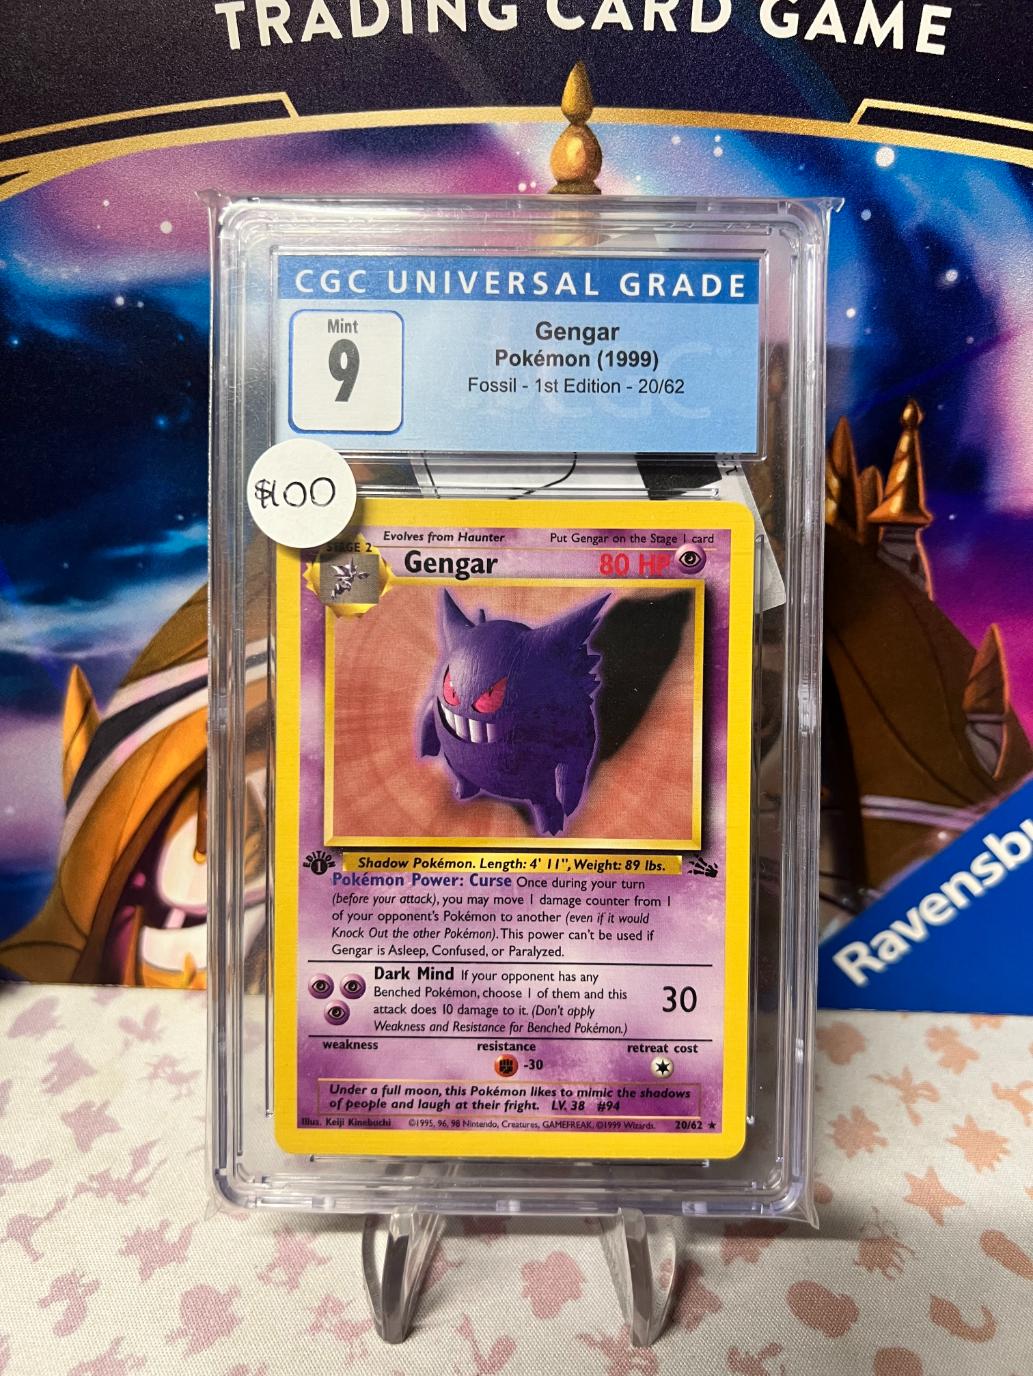 TRADING CARD GAME
CGC UNIVERSAL GRADE
Mint
9
Gengar
Pokémon (1999)
Fossil - 1st Edition - 20/62
$100
STAGE 2
Evolves from Haunter
Put Gengar on the Stage 1 card
Gengar
80 HP
EDITION
1
Shadow Pokémon. Length: 4' 11", Weight: 89 lbs.
Pokémon Power: Curse Once during your turn
(before your attack), you may move 1 damage counter from 1
of your opponent's Pokémon to another (even if it would
Knock Out the other Pokémon). This power can't be used if
Gengar is Asleep, Confused, or Paralyzed.
Dark Mind If your opponent has any
Benched Pokémon, choose 1 of them and this
attack does 10 damage to it. (Don't apply
Weakness and Resistance for Benched Pokémon.)
30
weakness
resistance
retreat cost
-30
Under a full moon, this Pokémon likes to mimic the shadows
of people and laugh at their fright. LV. 38 #94
Illus. Keiji Kinebuchi ©1995, 96, 98 Nintendo, Creatures, GAMEFREAK. ©1999 Wizards. 20/62 ★
Ravensb